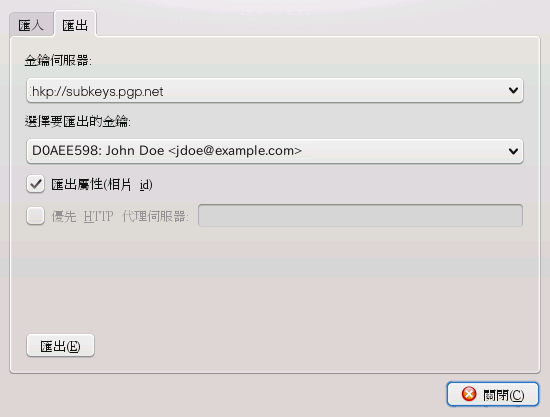 匯入 匯出
金鑰伺服器:
hkp://subkeys.pgp.net
選擇要匯出的金鑰:
D0AEE598: John Doe <jdoe@example.com>
匯出屬性(相片 id)
優先 HTTP 代理伺服器:
匯出(E)
關閉(C)